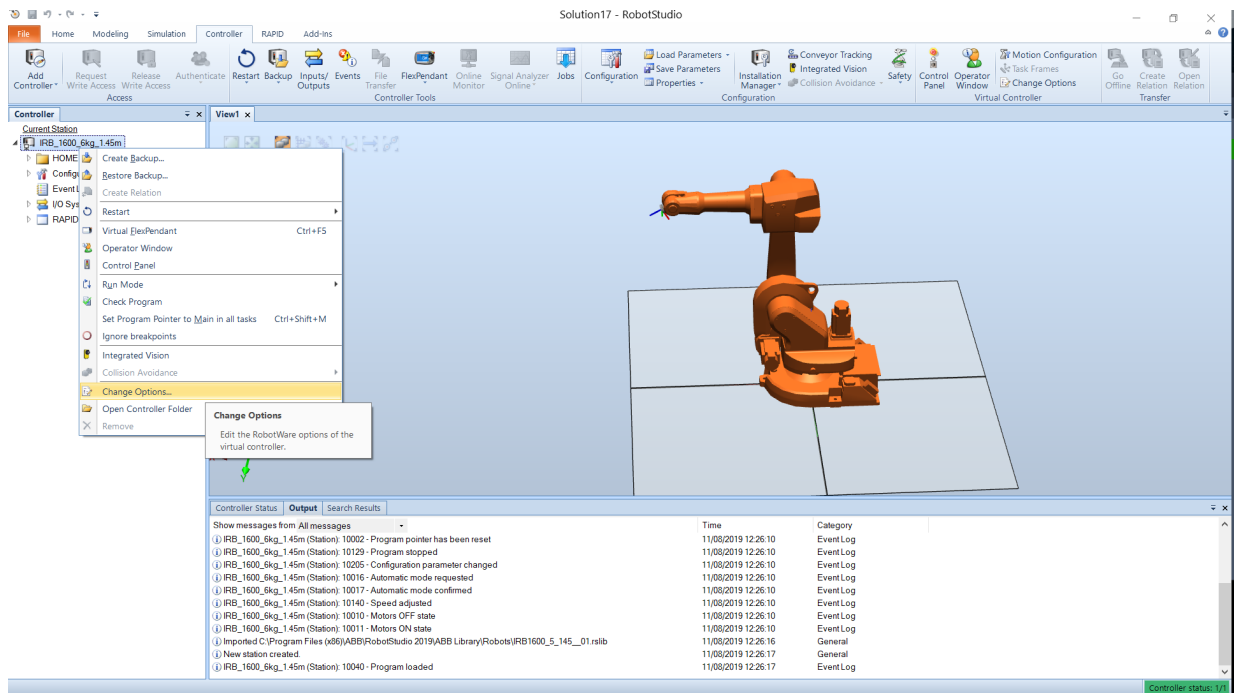 Solution17 - RobotStudio
File Home Modeling Simulation Controller RAPID Add-Ins
Add Controller
Request Write Access
Release Write Access
Authenticate
Access
Restart
Backup
Inputs/ Outputs
Events
File Transfer
FlexPendant
Online Monitor
Signal Analyzer Online
Jobs
Controller Tools
Configuration
Load Parameters
Save Parameters
Properties
Installation Manager
Conveyor Tracking
Integrated Vision
Collision Avoidance
Safety
Configuration
Control Panel
Operator Window
Motion Configuration
Task Frames
Change Options
Virtual Controller
Go Offline
Create Relation
Open Relation
Transfer
Controller
View1
Current Station
IRB_1600_6kg_1.45m
HOME
Configu
Event L
I/O Sys
RAPID
Create Backup...
Restore Backup...
Create Relation
Restart
Virtual FlexPendant Ctrl+F5
Operator Window
Control Panel
Run Mode
Check Program
Set Program Pointer to Main in all tasks Ctrl+Shift+M
Ignore breakpoints
Integrated Vision
Collision Avoidance
Change Options...
Open Controller Folder
Remove
Change Options
Edit the RobotWare options of the
virtual controller.
Controller Status Output Search Results
Show messages from All messages Time Category
IRB_1600_6kg_1.45m (Station): 10002 - Program pointer has been reset 11/08/2019 12:26:10 Event Log
IRB_1600_6kg_1.45m (Station): 10129 - Program stopped 11/08/2019 12:26:10 Event Log
IRB_1600_6kg_1.45m (Station): 10205 - Configuration parameter changed 11/08/2019 12:26:10 Event Log
IRB_1600_6kg_1.45m (Station): 10016 - Automatic mode requested 11/08/2019 12:26:10 Event Log
IRB_1600_6kg_1.45m (Station): 10017 - Automatic mode confirmed 11/08/2019 12:26:10 Event Log
IRB_1600_6kg_1.45m (Station): 10140 - Speed adjusted 11/08/2019 12:26:10 Event Log
IRB_1600_6kg_1.45m (Station): 10010 - Motors OFF state 11/08/2019 12:26:10 Event Log
IRB_1600_6kg_1.45m (Station): 10011 - Motors ON state 11/08/2019 12:26:10 Event Log
Imported C:\Program Files (x86)\ABB\RobotStudio 2019\ABB Library\Robots\IRB1600_5_145__01.rslib 11/08/2019 12:26:16 General
New station created. 11/08/2019 12:26:17 General
IRB_1600_6kg_1.45m (Station): 10040 - Program loaded 11/08/2019 12:26:17 Event Log
Controller status: 1/1